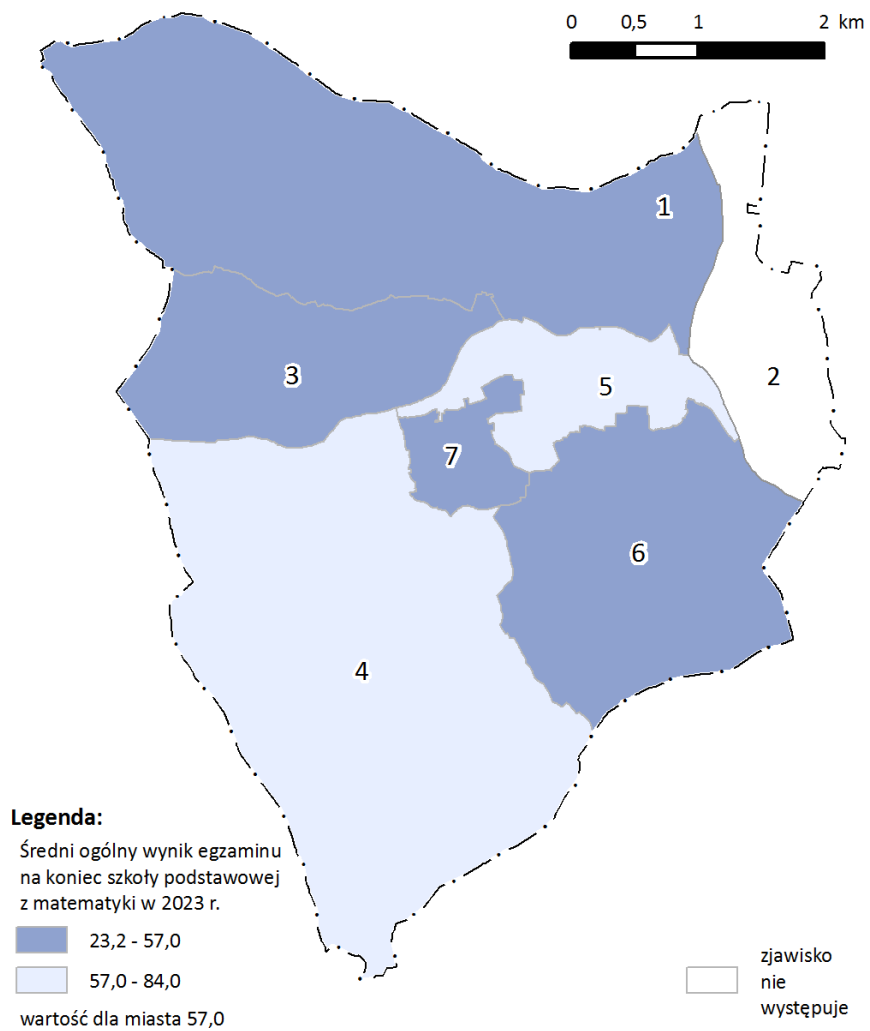 0 0,5 1 2 km
1
2
3
5
7
6
4
Legenda:
Średni ogólny wynik egzaminu
na koniec szkoły podstawowej
z matematyki w 2023 r.
23,2 - 57,0
57,0 - 84,0
wartość dla miasta 57,0
zjawisko
nie
występuje